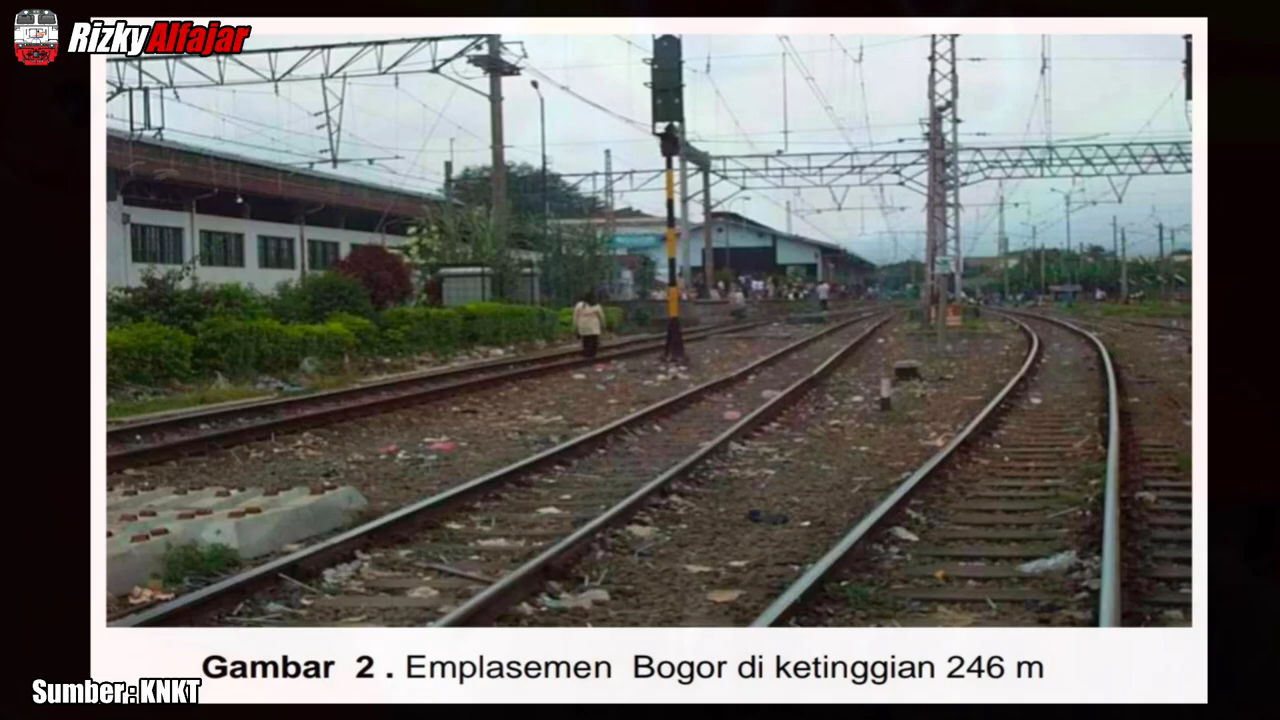 RizkyAlfajar
Gambar 2 . Emplasemen Bogor di ketinggian 246 m
Sumber : KNKT